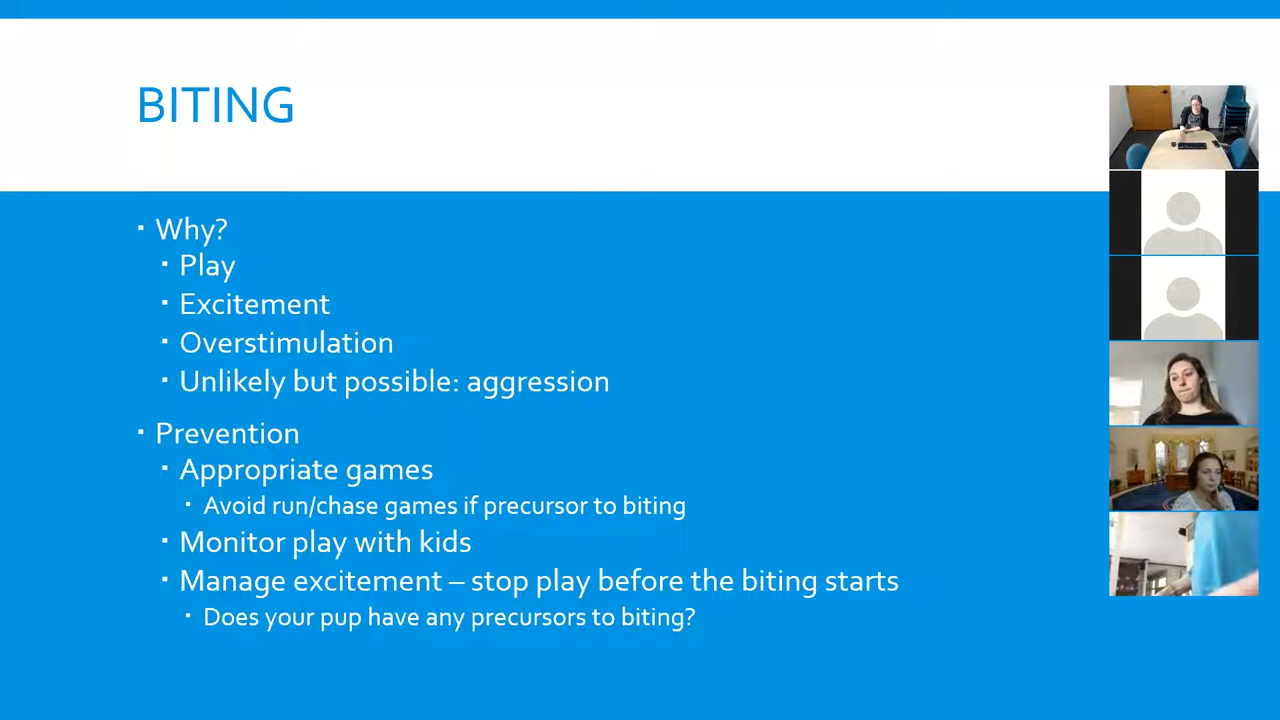 BITING
▪ Why?
▪ Play
▪ Excitement
▪ Overstimulation
▪ Unlikely but possible: aggression
▪ Prevention
▪ Appropriate games
▪ Avoid run/chase games if precursor to biting
▪ Monitor play with kids
▪ Manage excitement – stop play before the biting starts
▪ Does your pup have any precursors to biting?